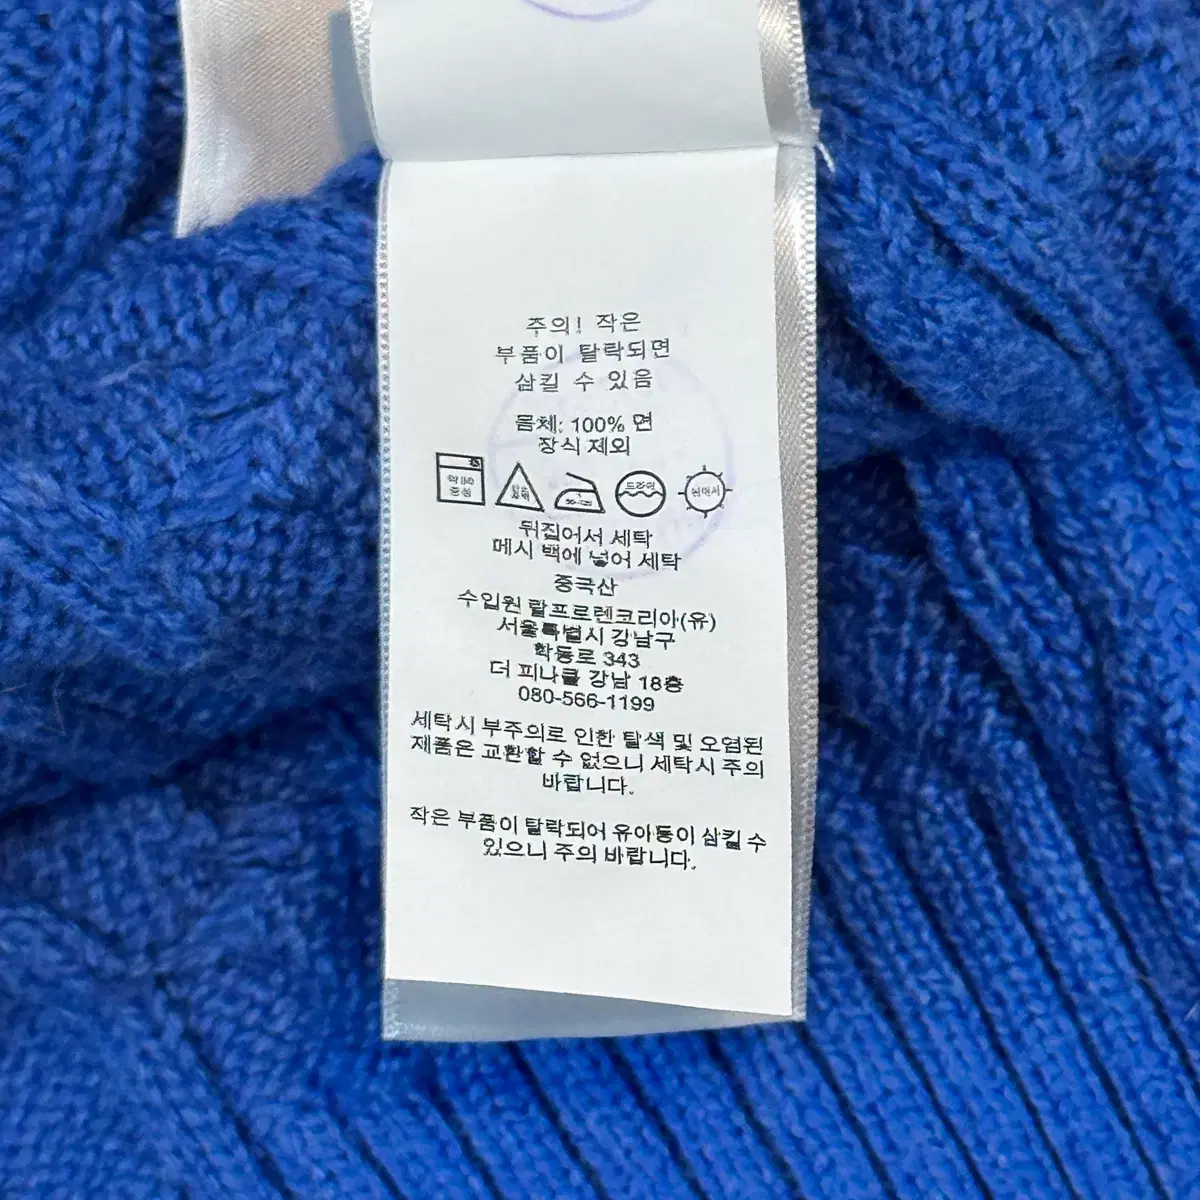 주의! 작은
부품이 탈락되면
삼킬 수 있음
몸체: 100% 면
장식 제외
드라이
뒤집어서 세탁
메시 백에 넣어 세탁
중국산
수입원 랄프로렌코리아(유)
서울특별시 강남구
학동로 343
더 피나클 강남 18층
080-566-1199
세탁시 부주의로 인한 탈색 및 오염된
제품은 교환할 수 없으니 세탁시 주의
바랍니다.
작은 부품이 탈락되어 유아동이 삼킬 수
있으니 주의 바랍니다.